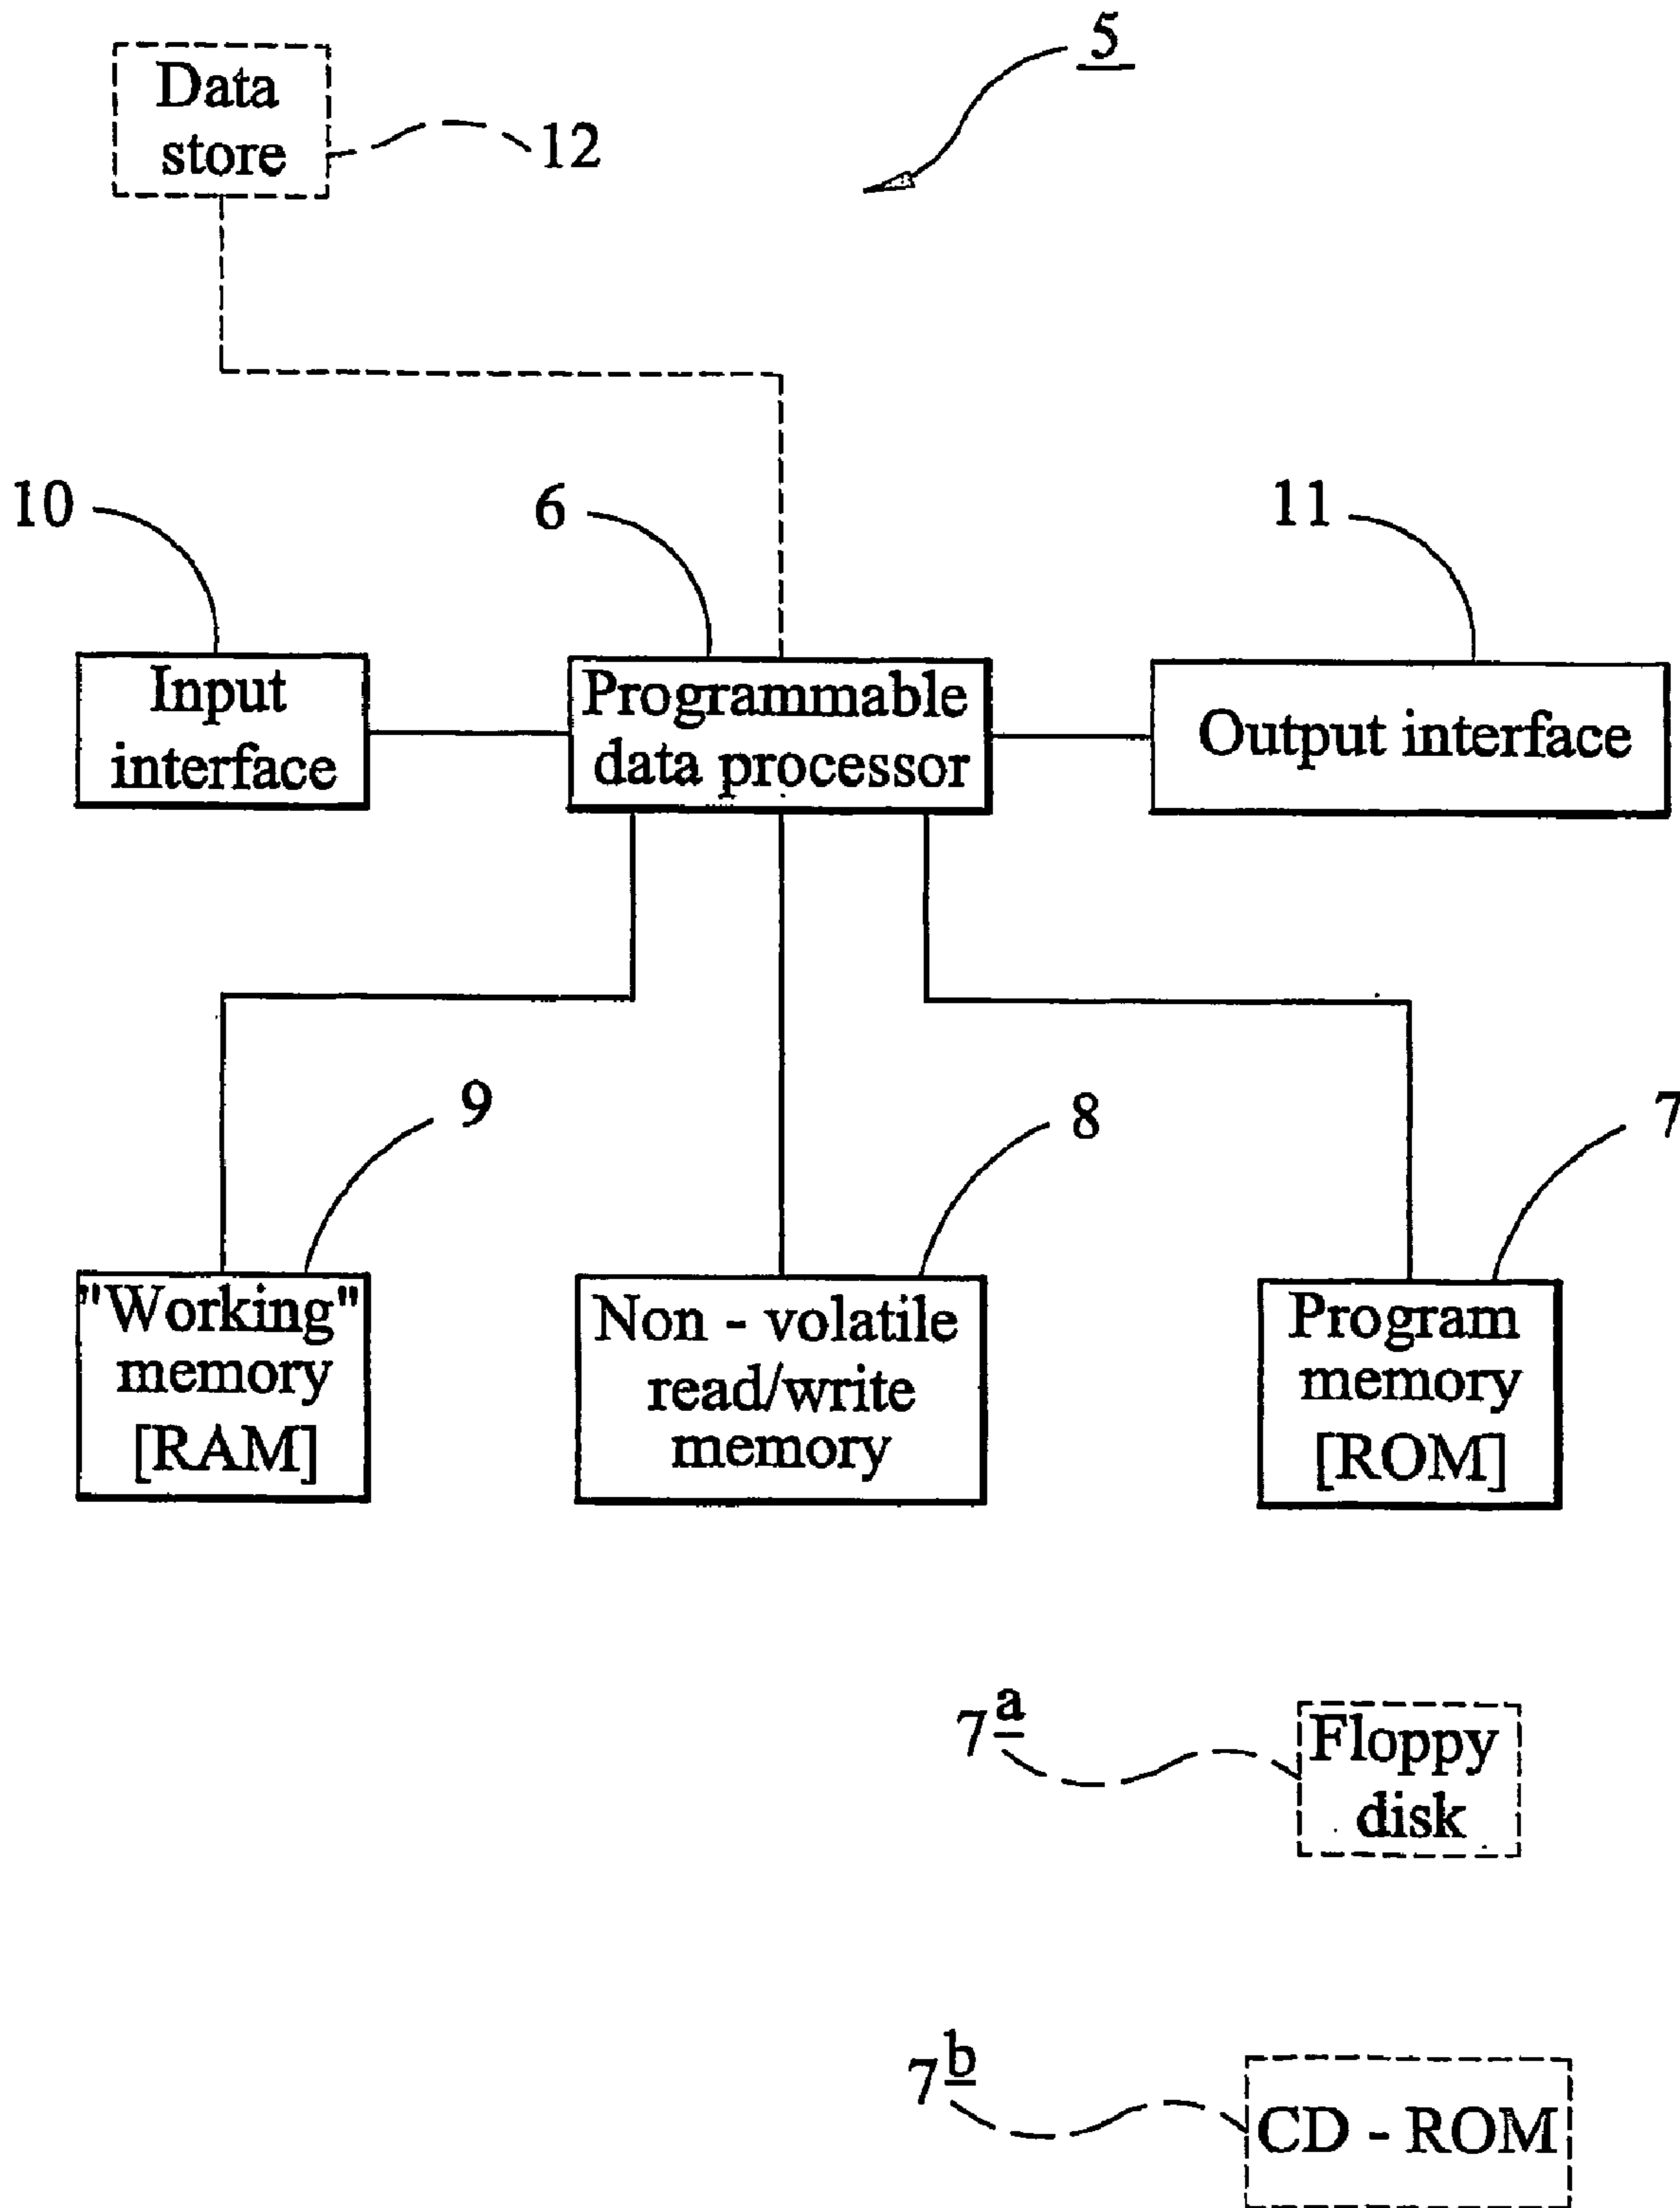 5
Data
store
12
10
6
11
Input
interface
Programmable
data processor
Output interface
9
8
7
"Working"
memory
[RAM]
Non - volatile
read/write
memory
Program
memory
[ROM]
7a
Floppy
disk
7b
CD - ROM